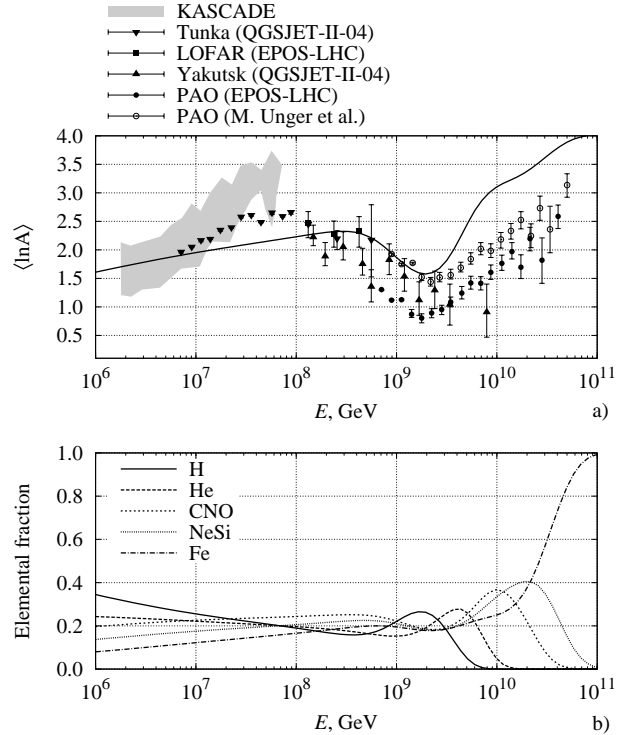 KASCADE
Tunka (QGSJET-II-04)
LOFAR (EPOS-LHC)
Yakutsk (QGSJET-II-04)
PAO (EPOS-LHC)
PAO (M. Unger et al.)
4.0
3.5
3.0
2.5
2.0
1.5
1.0
0.5
⟨lnA⟩
10^6 10^7 10^8 10^9 10^10 10^11
E, GeV
a)
1.0
0.8
0.6
0.4
0.2
0.0
Elemental fraction
H
He
CNO
NeSi
Fe
10^6 10^7 10^8 10^9 10^10 10^11
E, GeV
b)